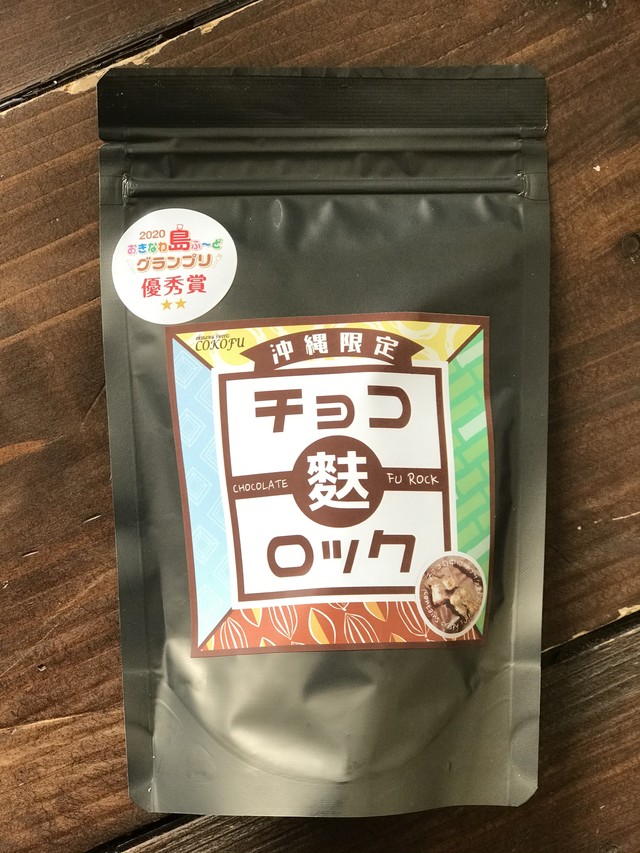 2020
おきなわ島ふ〜ど
グランプリ
優秀賞
COKOFU
沖縄限定
チョコ
CHOCOLATE 麩 FU ROCK
ロック